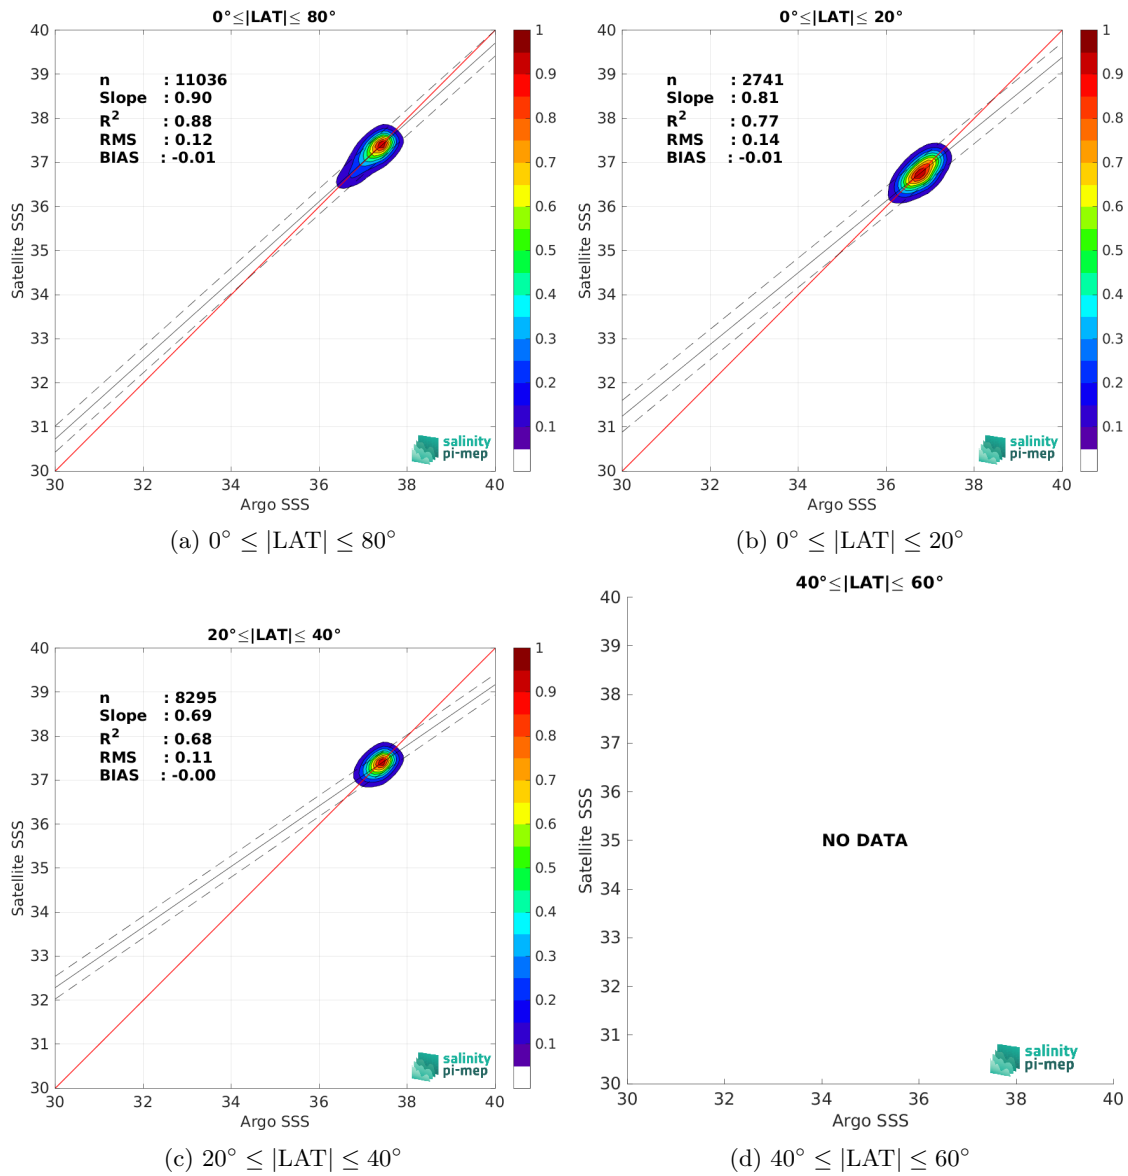 0°≤|LAT|≤ 80°
40
39
38
37
36
35
34
33
32
31
30
Satellite SSS
n : 11036
Slope : 0.90
R2 : 0.88
RMS : 0.12
BIAS : -0.01
salinity
pi-mep
30 32 34 36 38 40
Argo SSS
1
0.9
0.8
0.7
0.6
0.5
0.4
0.3
0.2
0.1
(a) 0° ≤ |LAT| ≤ 80°
0°≤|LAT|≤ 20°
40
39
38
37
36
35
34
33
32
31
30
Satellite SSS
n : 2741
Slope : 0.81
R2 : 0.77
RMS : 0.14
BIAS : -0.01
salinity
pi-mep
30 32 34 36 38 40
Argo SSS
1
0.9
0.8
0.7
0.6
0.5
0.4
0.3
0.2
0.1
(b) 0° ≤ |LAT| ≤ 20°
20°≤|LAT|≤ 40°
40
39
38
37
36
35
34
33
32
31
30
Satellite SSS
n : 8295
Slope : 0.69
R2 : 0.68
RMS : 0.11
BIAS : -0.00
salinity
pi-mep
30 32 34 36 38 40
Argo SSS
1
0.9
0.8
0.7
0.6
0.5
0.4
0.3
0.2
0.1
(c) 20° ≤ |LAT| ≤ 40°
40°≤|LAT|≤ 60°
40
39
38
37
36
35
34
33
32
31
30
Satellite SSS
NO DATA
salinity
pi-mep
30 32 34 36 38 40
Argo SSS
(d) 40° ≤ |LAT| ≤ 60°